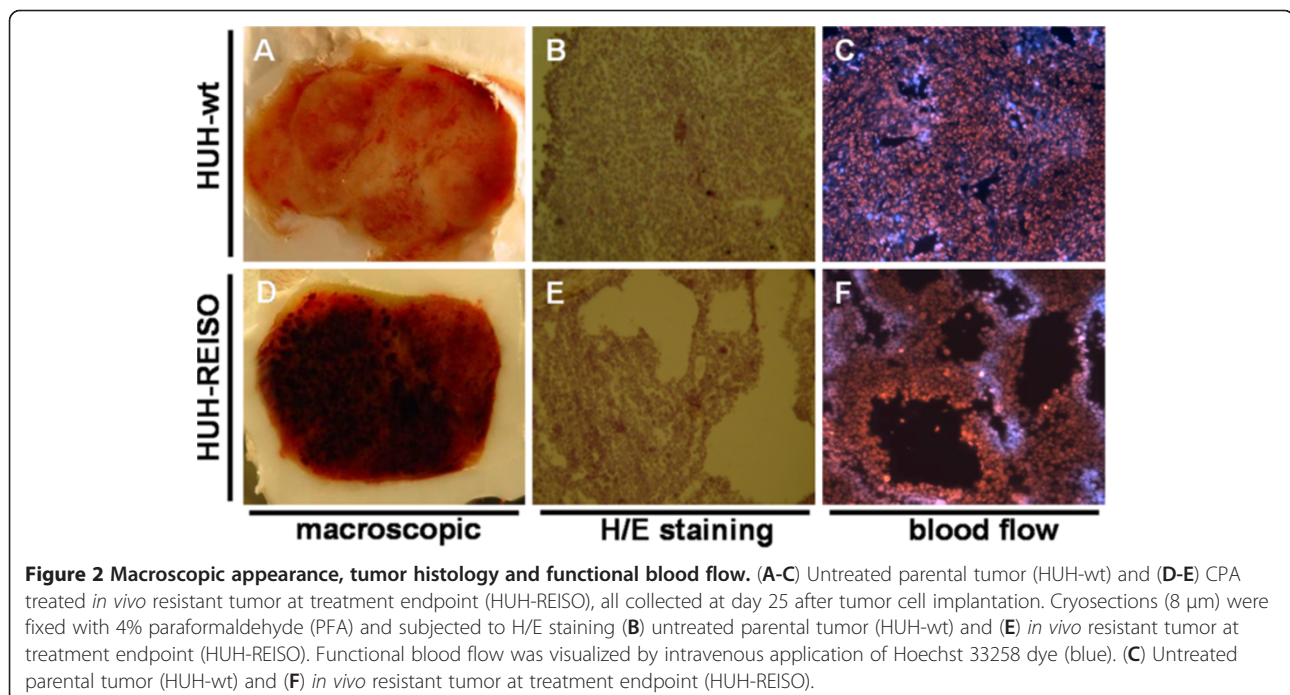 HUH-wt
A
B
C
HUH-REISO
D
E
F
macroscopic
H/E staining
blood flow
Figure 2 Macroscopic appearance, tumor histology and functional blood flow. (A-C) Untreated parental tumor (HUH-wt) and (D-E) CPA
treated in vivo resistant tumor at treatment endpoint (HUH-REISO), all collected at day 25 after tumor cell implantation. Cryosections (8 μm) were
fixed with 4% paraformaldehyde (PFA) and subjected to H/E staining (B) untreated parental tumor (HUH-wt) and (E) in vivo resistant tumor at
treatment endpoint (HUH-REISO). Functional blood flow was visualized by intravenous application of Hoechst 33258 dye (blue). (C) Untreated
parental tumor (HUH-wt) and (F) in vivo resistant tumor at treatment endpoint (HUH-REISO).